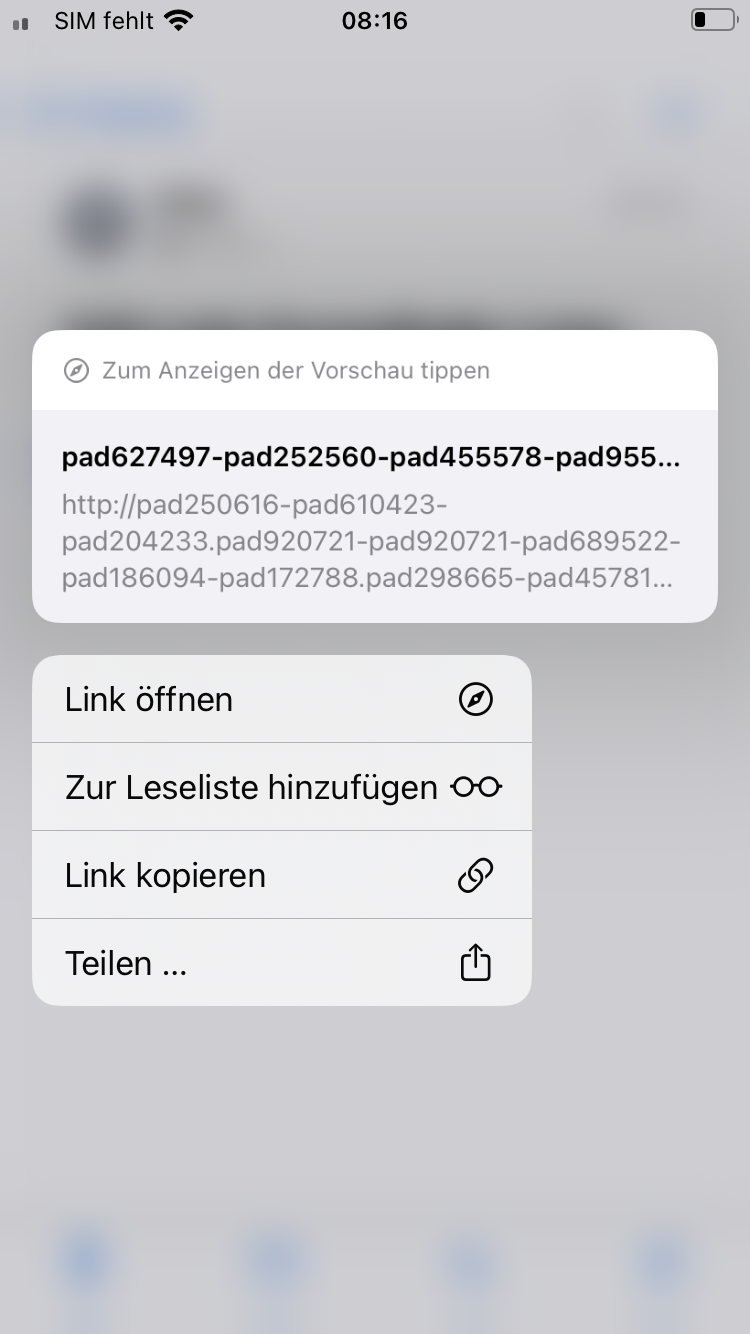 SIM fehlt 08:16
Zum Anzeigen der Vorschau tippen
pad627497-pad252560-pad455578-pad955...
http://pad250616-pad610423-
pad204233.pad920721-pad920721-pad689522-
pad186094-pad172788.pad298665-pad45781...
Link öffnen
Zur Leseliste hinzufügen
Link kopieren
Teilen ...